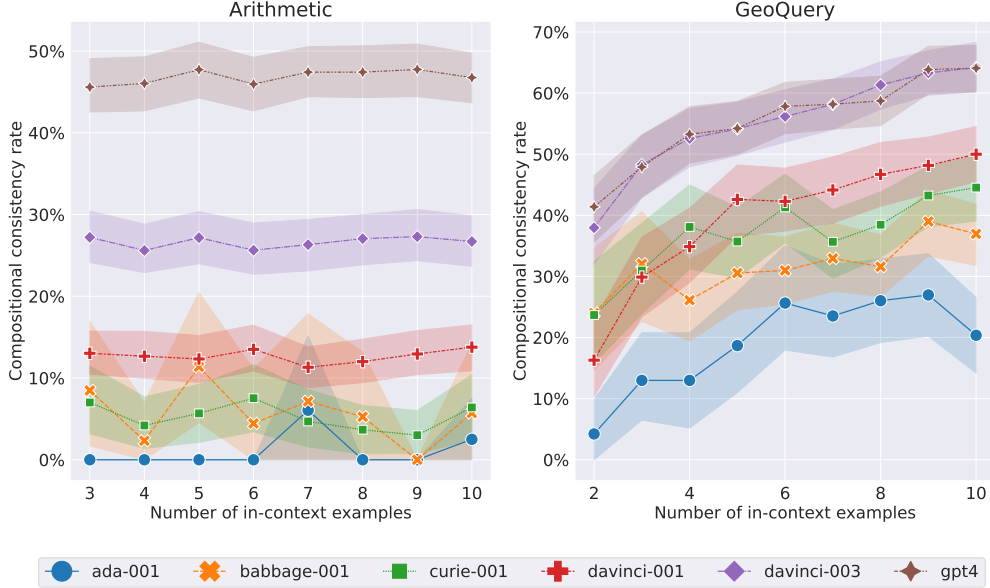 Arithmetic
Compositional consistency rate
50%
40%
30%
20%
10%
0%
3 4 5 6 7 8 9 10
Number of in-context examples
GeoQuery
Compositional consistency rate
70%
60%
50%
40%
30%
20%
10%
0%
2 4 6 8 10
Number of in-context examples
ada-001 babbage-001 curie-001 davinci-001 davinci-003 gpt4